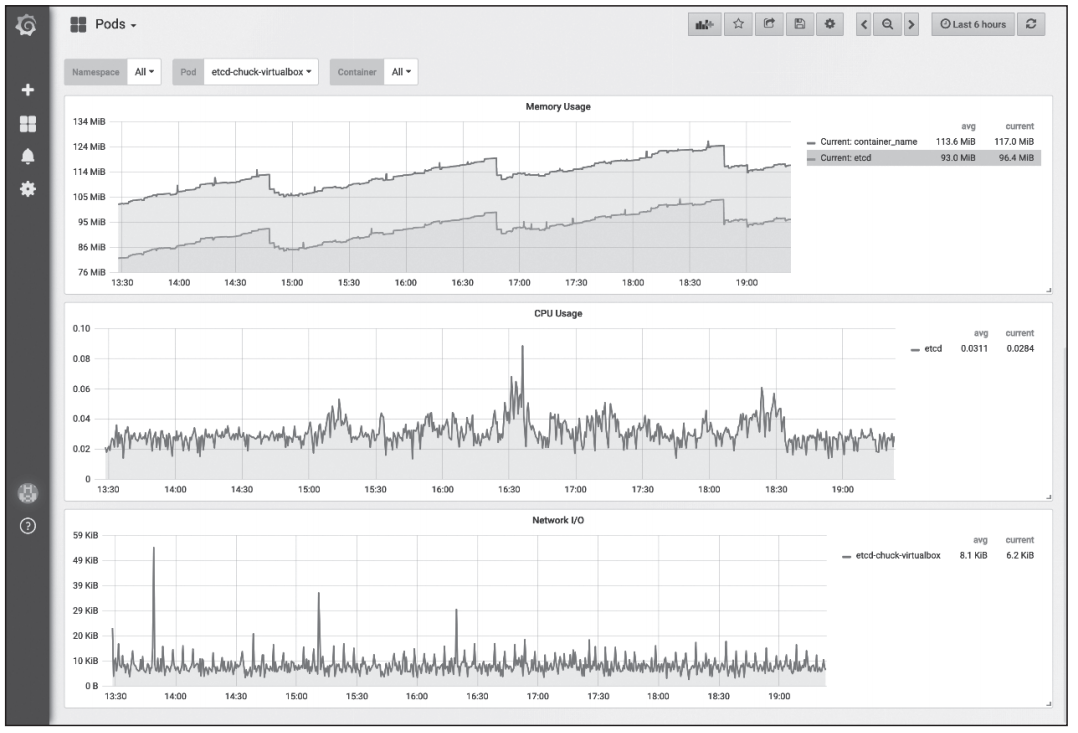 Pods
Last 6 hours
Namespace All Pod etcd-chuck-virtualbox Container All
Memory Usage
134 MiB
124 MiB
114 MiB
105 MiB
95 MiB
86 MiB
76 MiB
13:30 14:00 14:30 15:00 15:30 16:00 16:30 17:00 17:30 18:00 18:30 19:00
avg current
Current: container_name 113.6 MiB 117.0 MiB
Current: etcd 93.0 MiB 96.4 MiB
CPU Usage
0.10
0.08
0.06
0.04
0.02
0
13:30 14:00 14:30 15:00 15:30 16:00 16:30 17:00 17:30 18:00 18:30 19:00
avg current
etcd 0.0311 0.0284
Network I/O
59 KiB
49 KiB
39 KiB
29 KiB
20 KiB
10 KiB
0 B
13:30 14:00 14:30 15:00 15:30 16:00 16:30 17:00 17:30 18:00 18:30 19:00
avg current
etcd-chuck-virtualbox 8.1 KiB 6.2 KiB